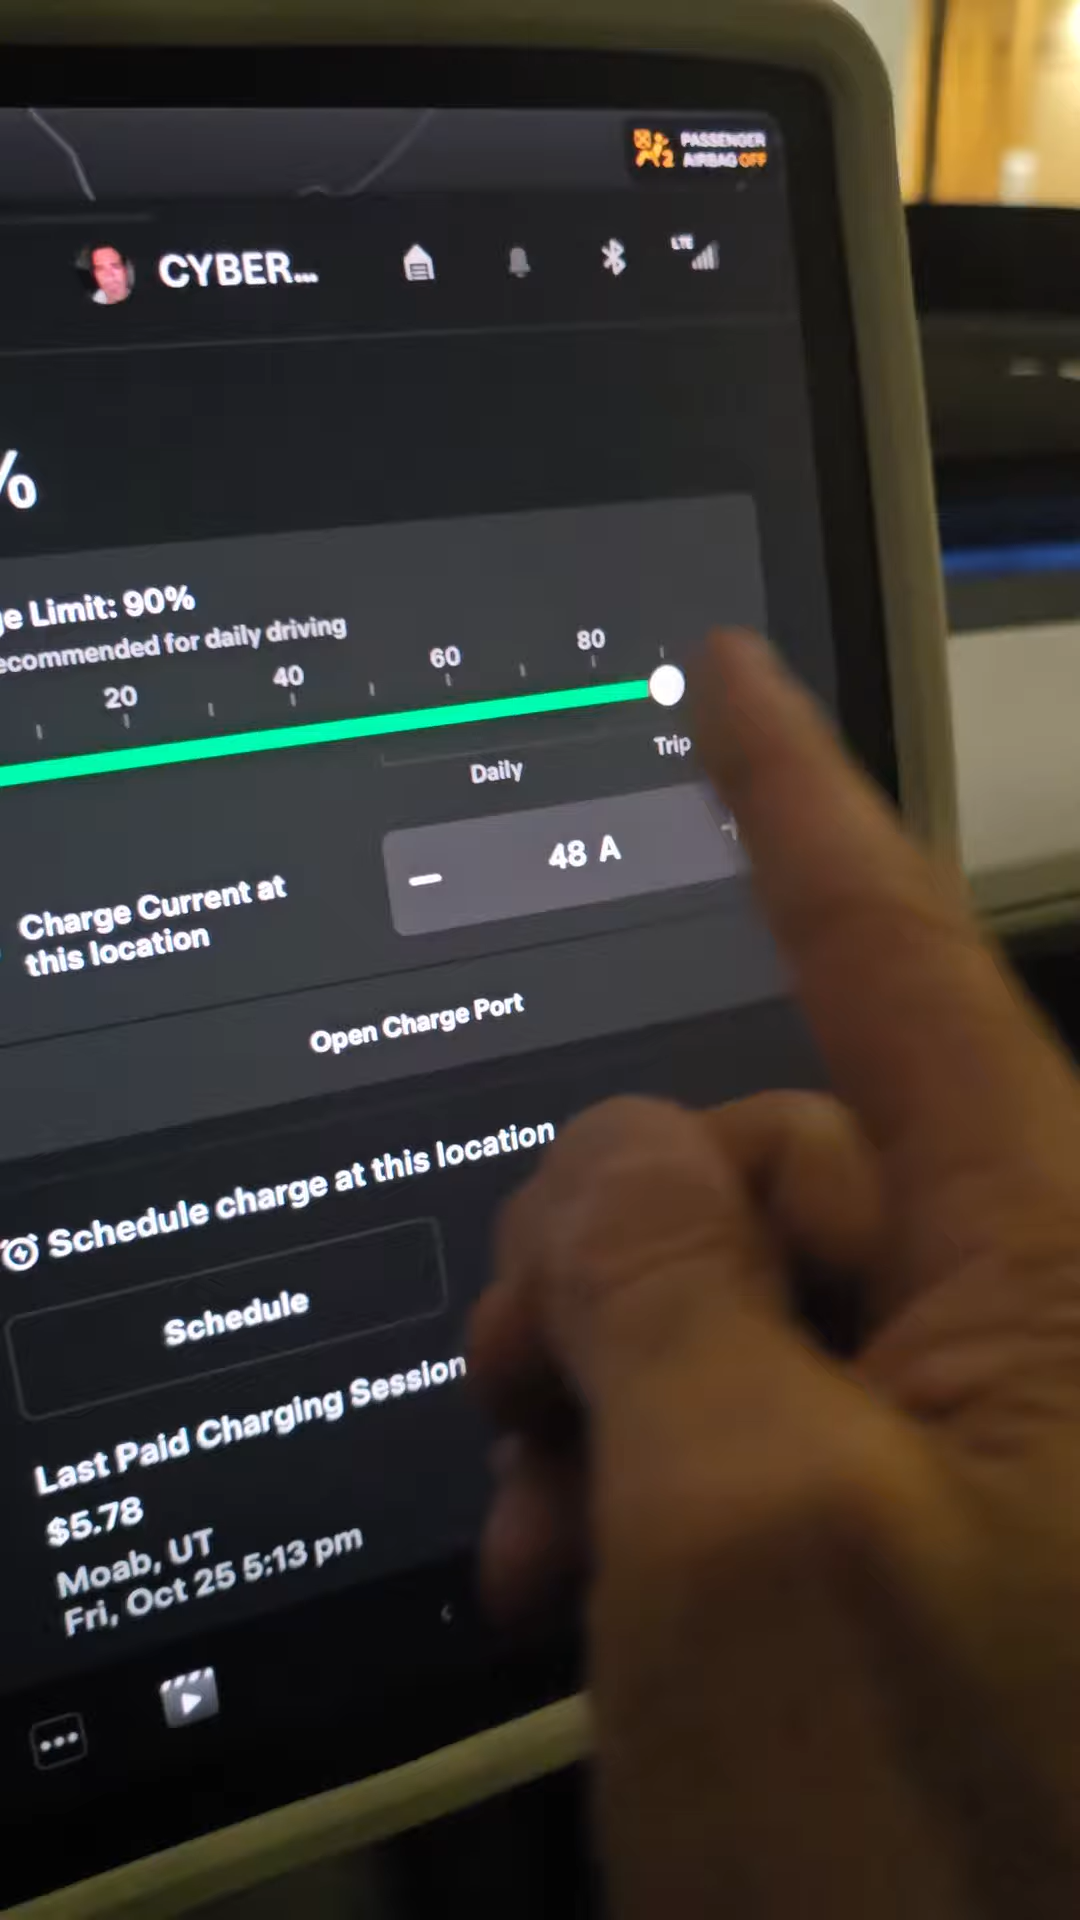 PASSENGER
AIRBAG OFF
2
CYBER...
LTE
%
ge Limit: 90%
ecommended for daily driving
20 40 60 80
Daily Trip
48 A
Charge Current at
this location
Open Charge Port
Schedule charge at this location
Schedule
Last Paid Charging Session
$5.78
Moab, UT
Fri, Oct 25 5:13 pm